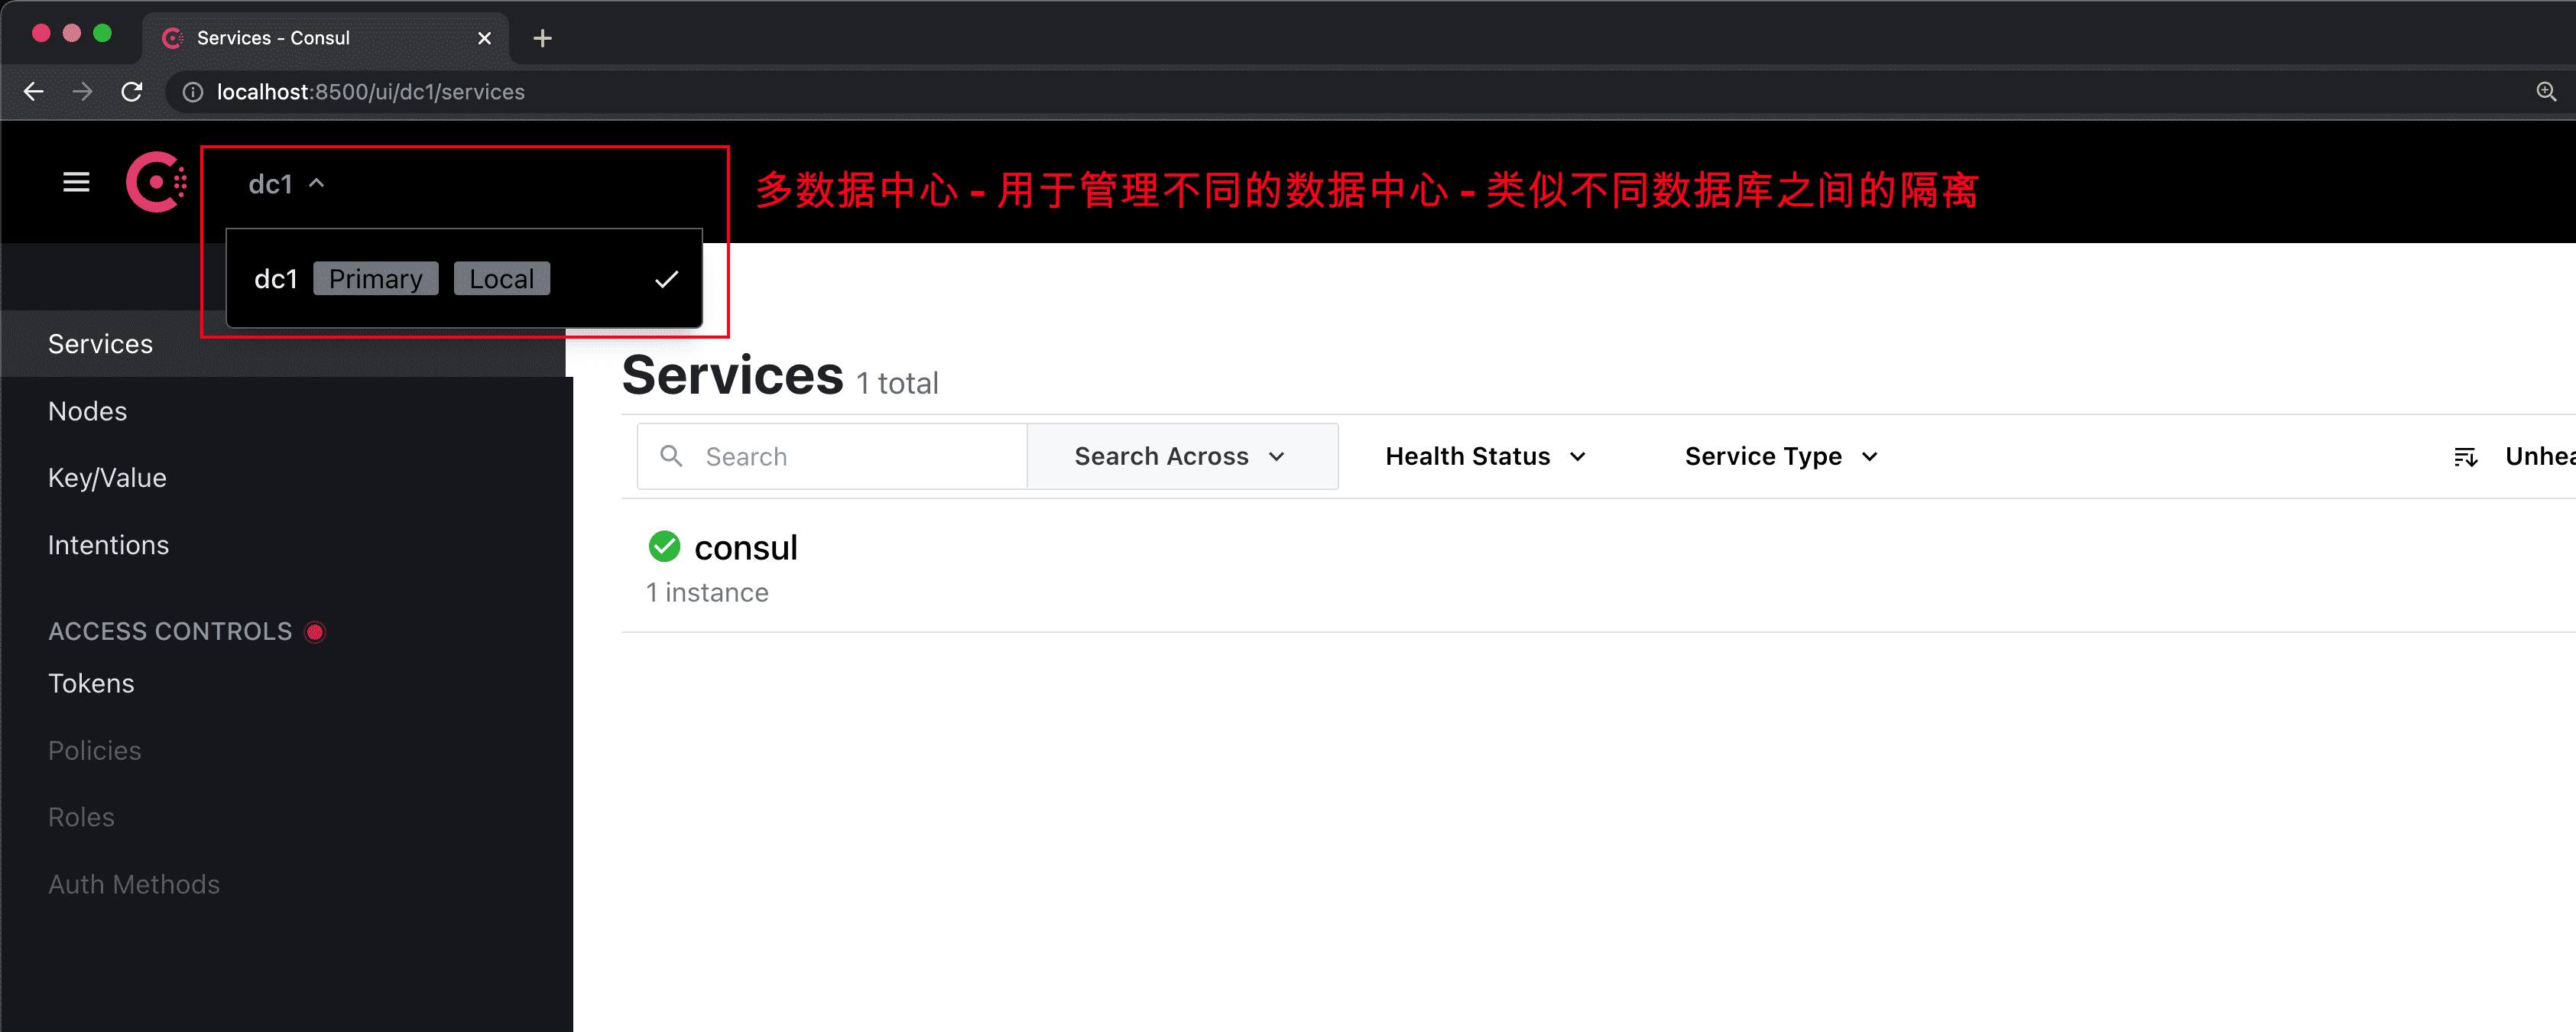 Services - Consul
localhost:8500/ui/dc1/services
dc1
多数据中心 - 用于管理不同的数据中心 - 类似不同数据库之间的隔离
dc1 Primary Local
Services
Nodes
Key/Value
Intentions
ACCESS CONTROLS
Tokens
Policies
Roles
Auth Methods
Services 1 total
Search Search Across Health Status Service Type
consul
1 instance